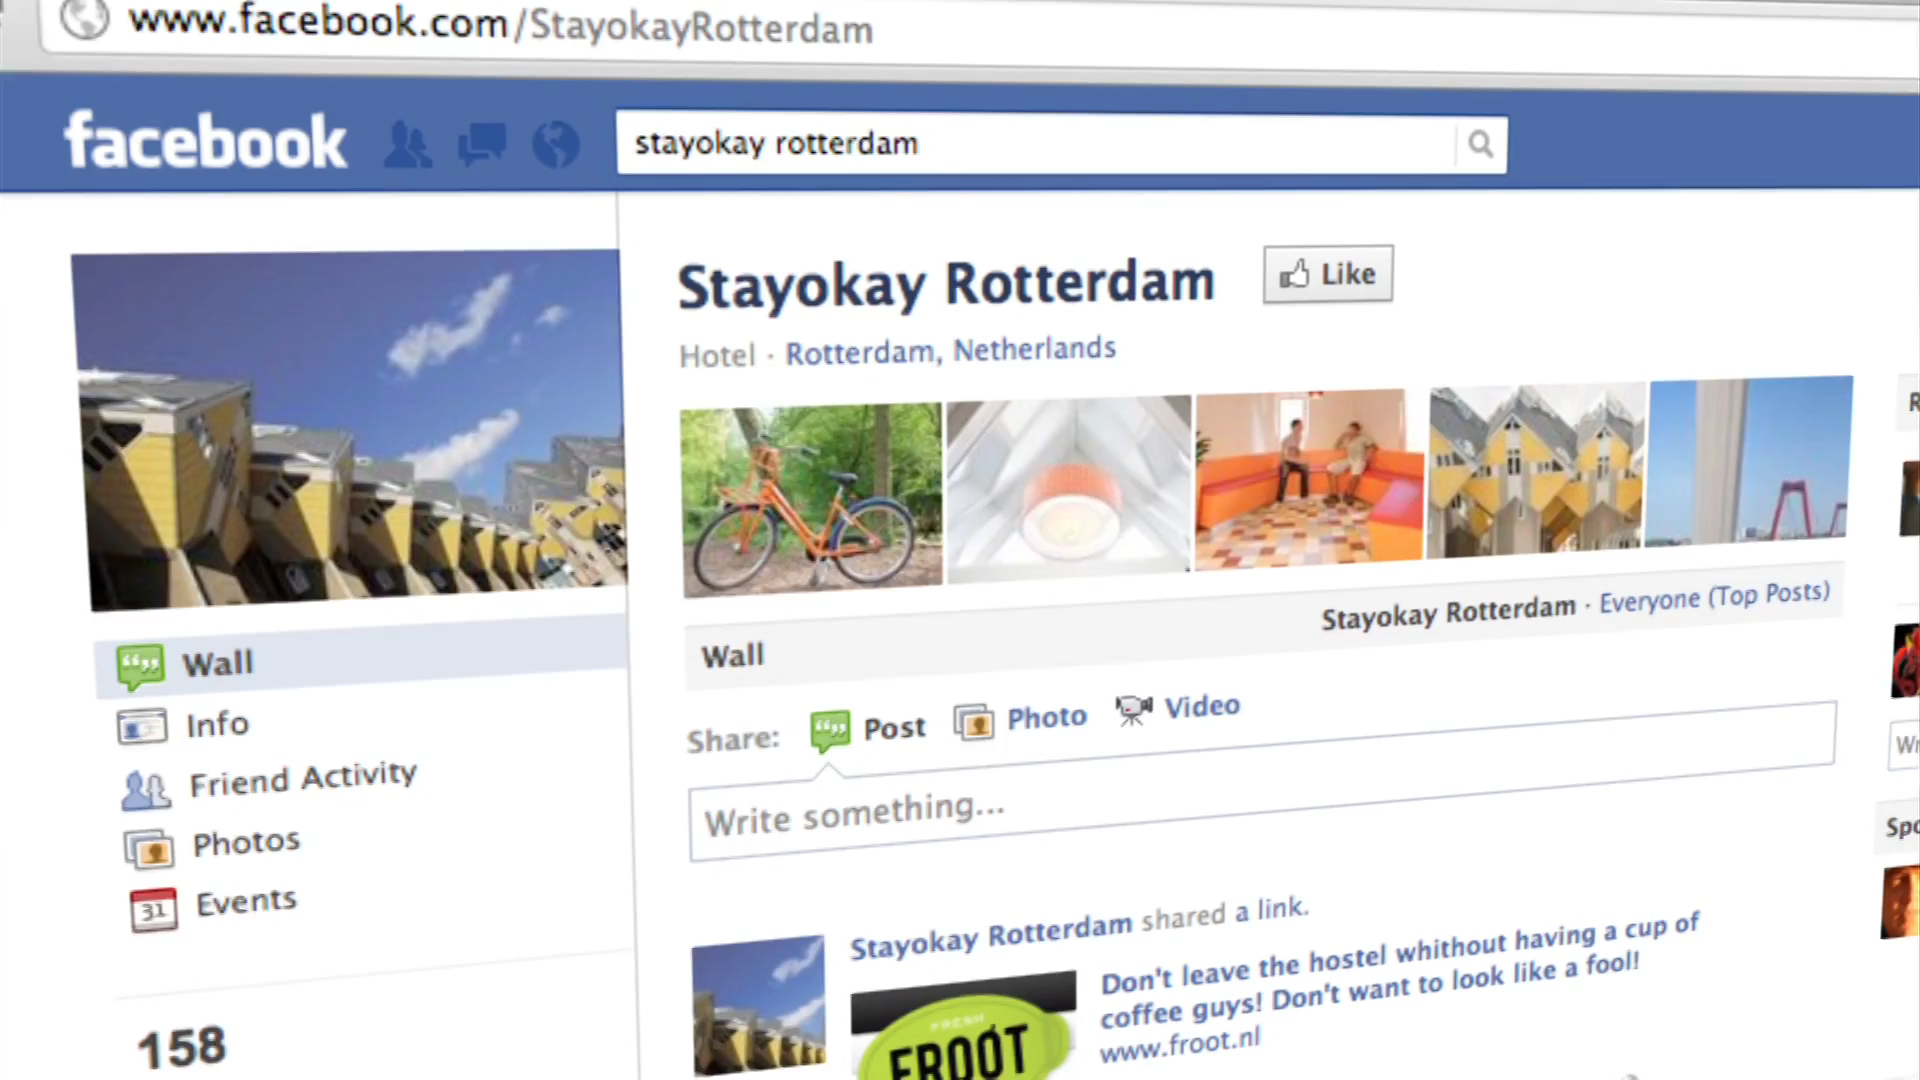 www.facebook.com/StayokayRotterdam
facebook
stayokay rotterdam
Stayokay Rotterdam
Like
Hotel · Rotterdam, Netherlands
Wall
Info
Friend Activity
Photos
31
Events
158
Wall
Stayokay Rotterdam · Everyone (Top Posts)
Share: Post Photo Video
Write something...
Stayokay Rotterdam shared a link.
Don't leave the hostel whithout having a cup of
coffee guys! Don't want to look like a fool!
www.froot.nl
FRESH
FROOT